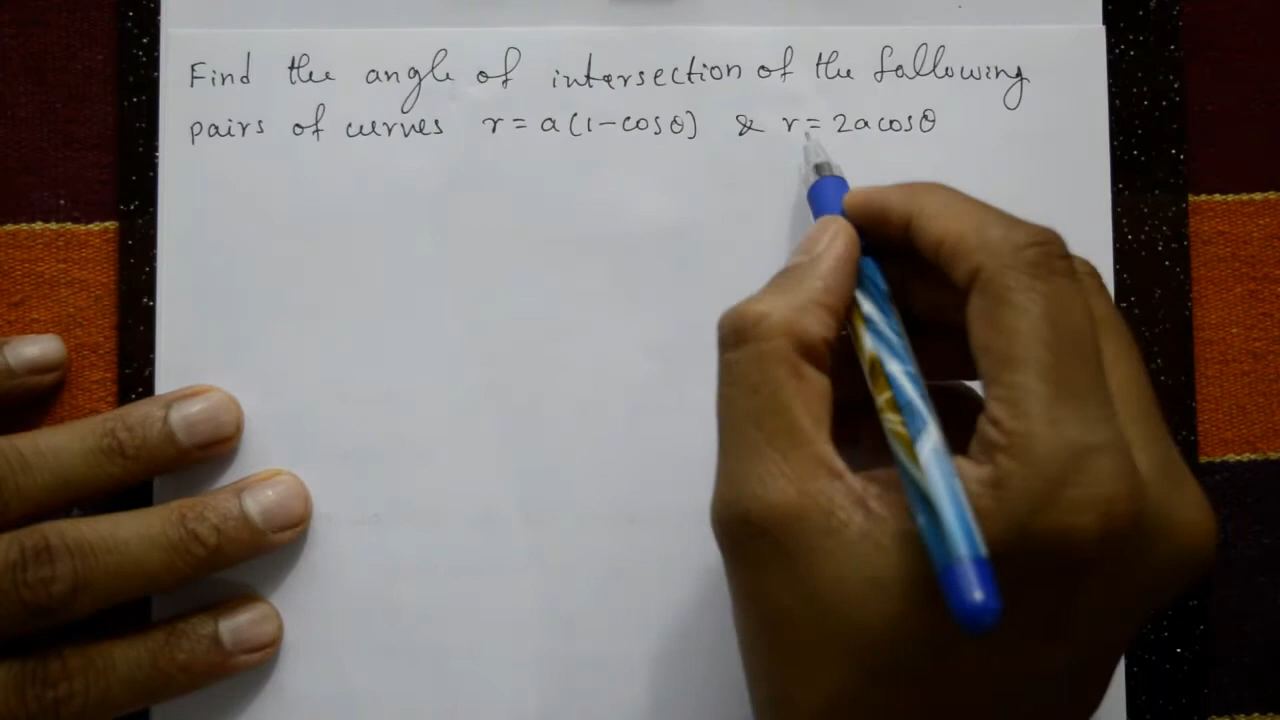 Find the angle of intersection of the following
pairs of curves r = a(1-cosθ) & r = 2acosθ